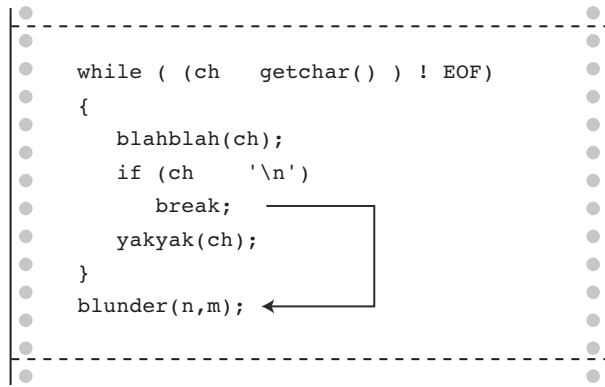 while ( (ch getchar() ) ! EOF)
{
blahblah(ch);
if (ch '\n')
break;
yakyak(ch);
}
blunder(n,m);